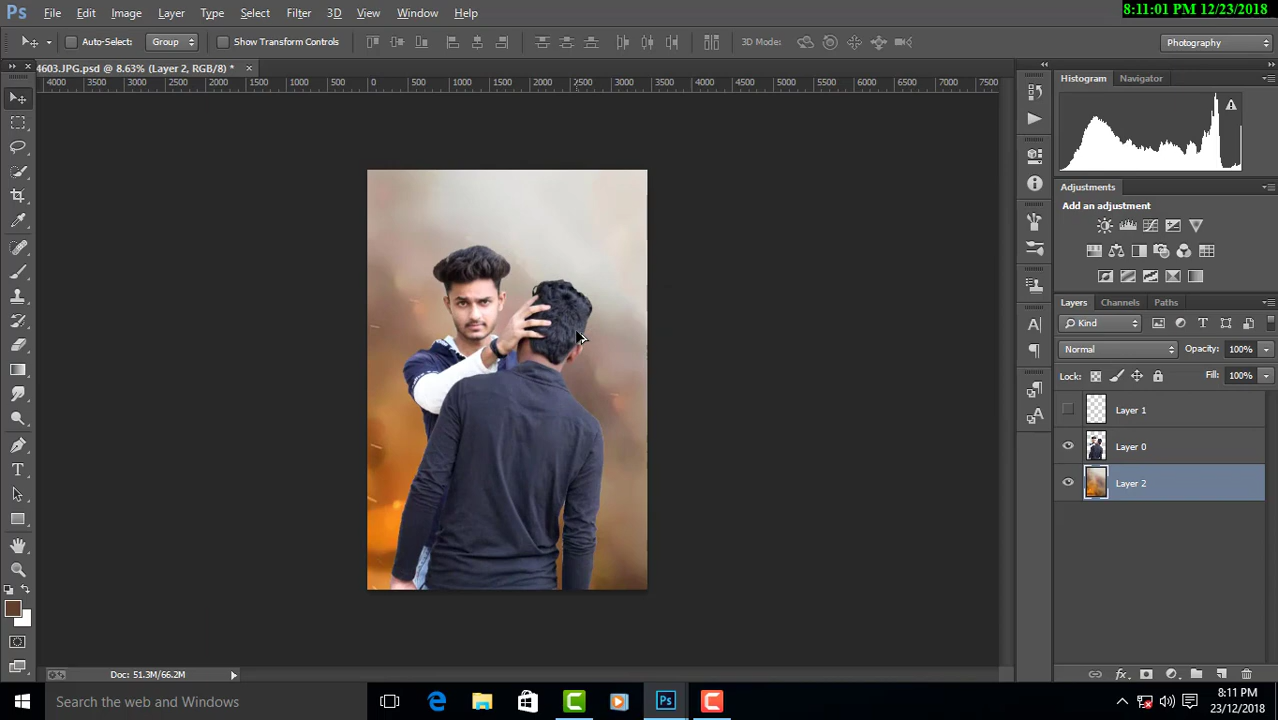 8:11:01 PM 12/23/2018
Ps File Edit Image Layer Type Select Filter 3D View Window Help
Auto-Select: Group Show Transform Controls 3D Mode: Photography
4603.JPG.psd @ 8.63% (Layer 2, RGB/8) * ×
4000 3500 3000 2500 2000 1500 1000 500 0 500 1000 1500 2000 2500 3000 3500 4000 4500 5000 5500 6000 6500 7000 7500
Histogram Navigator
Adjustments
Add an adjustment
Layers Channels Paths
Kind
Normal Opacity: 100%
Lock: Fill: 100%
Layer 1
Layer 0
Layer 2
Doc: 51.3M/66.2M
Search the web and Windows
8:11 PM
23/12/2018